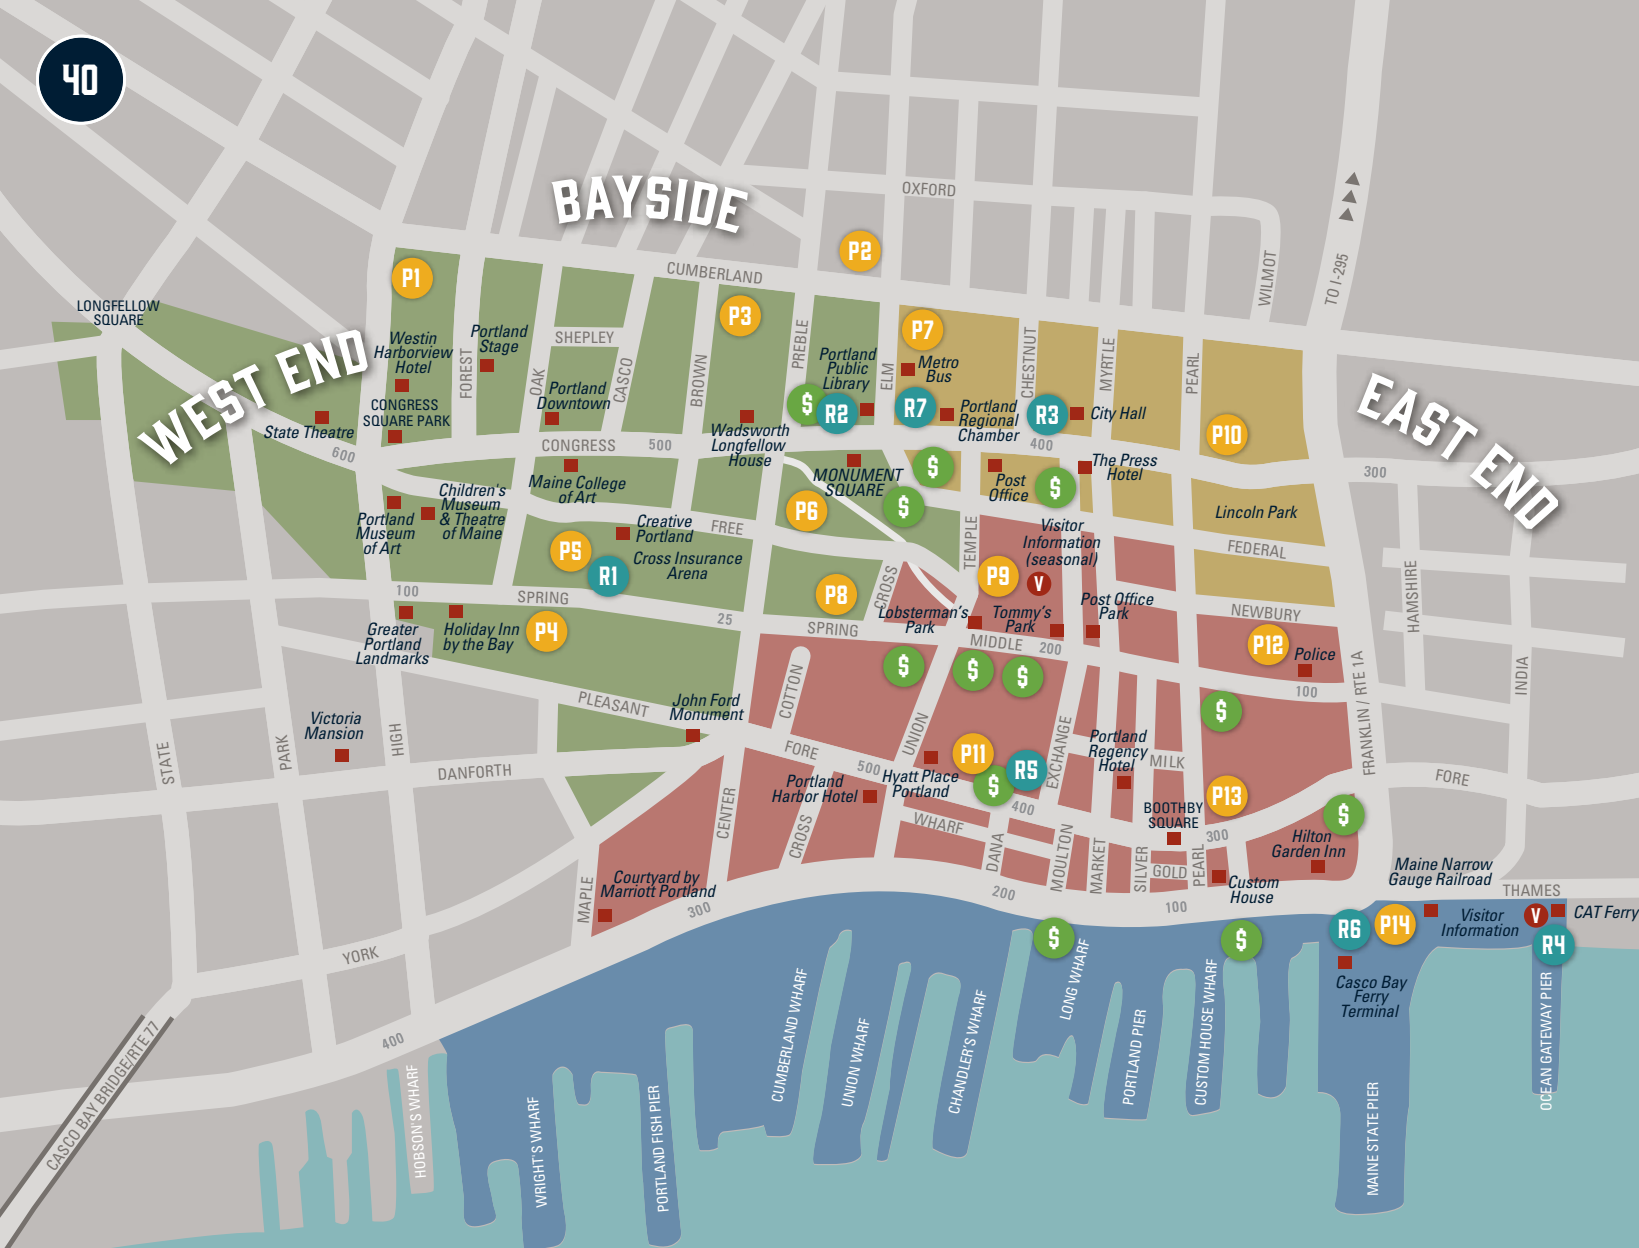 40
BAYSIDE
OXFORD
WILMOT
TO I-295
P2
CUMBERLAND
P1
P3
P7
LONGFELLOW
SQUARE
WEST END
EAST END
Westin
Harborview
Hotel
Portland
Stage
SHEPLEY
FOREST
OAK
CASCO
BROWN
PREBLE
Portland
Public
Library
ELM
Metro
Bus
CHESTNUT
MYRTLE
PEARL
CONGRESS
SQUARE PARK
Portland
Downtown
$
R2
R7
Portland
Regional
Chamber
R3
City Hall
P10
State Theatre
600
CONGRESS
500
Wadsworth
Longfellow
House
400
300
Maine College
of Art
MONUMENT
SQUARE
$
$
Post
Office
$
The Press
Hotel
Portland
Museum
of Art
Children's
Museum
& Theatre
of Maine
Creative
Portland
FREE
P6
TEMPLE
Visitor
Information
(seasonal)
Lincoln Park
FEDERAL
P5
R1
Cross Insurance
Arena
P8
CROSS
P9
V
100
SPRING
25
SPRING
Lobsterman's
Park
Tommy's
Park
Post Office
Park
NEWBURY
HAMSHIRE
Greater
Portland
Landmarks
Holiday Inn
by the Bay
P4
MIDDLE
200
P12
Police
100
INDIA
FRANKLIN / RTE 1A
$
$
$
$
PLEASANT
John Ford
Monument
COTTON
UNION
Victoria
Mansion
STATE
PARK
HIGH
DANFORTH
FORE
500
Hyatt Place
Portland
P11
$
R5
EXCHANGE
Portland
Regency
Hotel
MILK
P13
FORE
Portland
Harbor Hotel
400
CENTER
CROSS
WHARF
DANA
MOULTON
MARKET
SILVER
GOLD
PEARL
BOOTHBY
SQUARE
300
$
Hilton
Garden Inn
Custom
House
Maine Narrow
Gauge Railroad
THAMES
MAPLE
Courtyard by
Marriott Portland
300
200
100
$
$
R6
P14
Visitor
Information
V
CAT Ferry
R4
YORK
400
Casco Bay
Ferry
Terminal
CASCO BAY BRIDGE/RTE 77
HOBSON'S WHARF
WRIGHT'S WHARF
PORTLAND FISH PIER
CUMBERLAND WHARF
UNION WHARF
CHANDLER'S WHARF
LONG WHARF
PORTLAND PIER
CUSTOM HOUSE WHARF
MAINE STATE PIER
OCEAN GATEWAY PIER